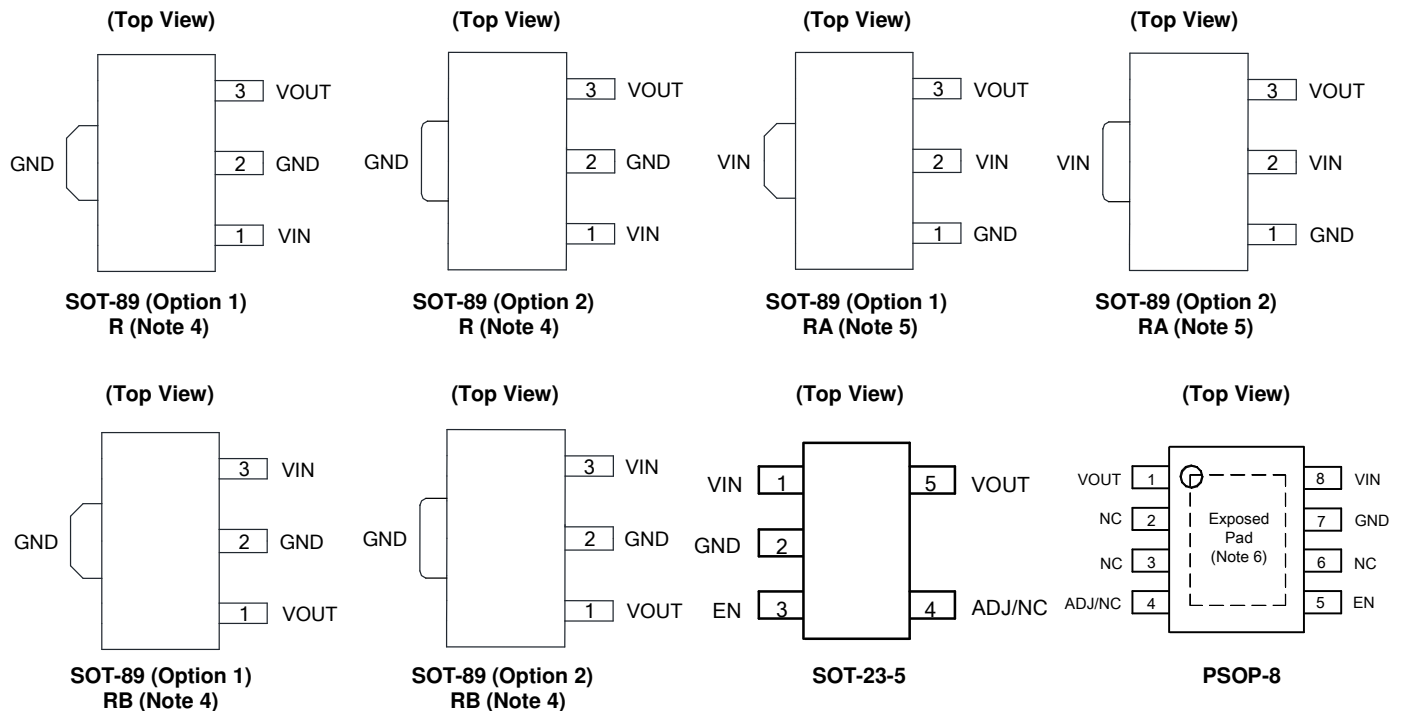 (Top View) (Top View) (Top View) (Top View)
3 VOUT 3 VOUT 3 VOUT 3 VOUT
GND 2 GND GND 2 GND VIN 2 VIN VIN 2 VIN
1 VIN 1 VIN 1 GND 1 GND
SOT-89 (Option 1) SOT-89 (Option 2) SOT-89 (Option 1) SOT-89 (Option 2)
R (Note 4) R (Note 4) RA (Note 5) RA (Note 5)
(Top View) (Top View) (Top View) (Top View)
3 VIN
GND 2 GND
1 VOUT
SOT-89 (Option 1)
RB (Note 4)
3 VIN
GND 2 GND
1 VOUT
SOT-89 (Option 2)
RB (Note 4)
VIN 1 5 VOUT
GND 2
EN 3 4 ADJ/NC
SOT-23-5
VOUT 1 8 VIN
NC 2 Exposed 7 GND
Pad
NC 3 (Note 6) 6 NC
ADJ/NC 4 5 EN
PSOP-8